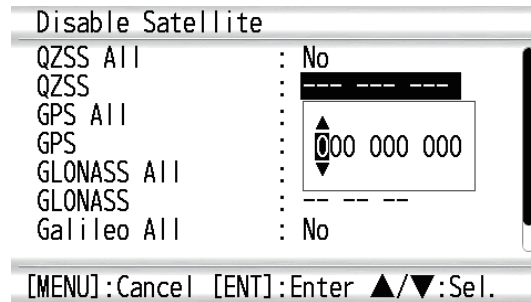 Disable Satellite
QZSS All : No
QZSS : --- --- ---
GPS All :
GPS : 000 000 000
GLONASS All :
GLONASS : -- -- --
Galileo All : No
[MENU]:Cancel [ENT]:Enter ▲/▼:Sel.